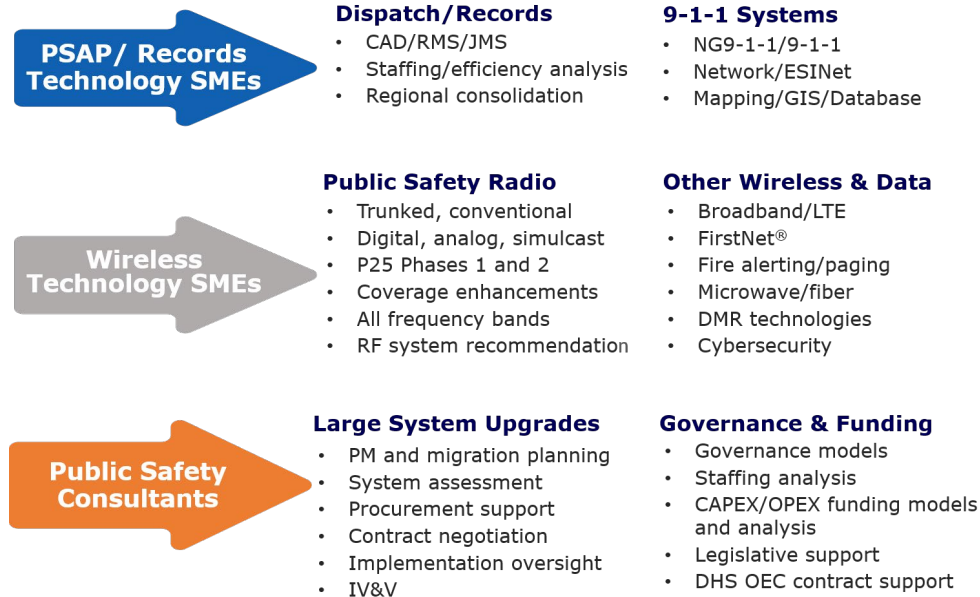 PSAP/ Records
Technology SMEs
Dispatch/Records
• CAD/RMS/JMS
• Staffing/efficiency analysis
• Regional consolidation
9-1-1 Systems
• NG9-1-1/9-1-1
• Network/ESINet
• Mapping/GIS/Database
Wireless
Technology SMEs
Public Safety Radio
• Trunked, conventional
• Digital, analog, simulcast
• P25 Phases 1 and 2
• Coverage enhancements
• All frequency bands
• RF system recommendation
Other Wireless & Data
• Broadband/LTE
• FirstNet®
• Fire alerting/paging
• Microwave/fiber
• DMR technologies
• Cybersecurity
Public Safety
Consultants
Large System Upgrades
• PM and migration planning
• System assessment
• Procurement support
• Contract negotiation
• Implementation oversight
• IV&V
Governance & Funding
• Governance models
• Staffing analysis
• CAPEX/OPEX funding models
and analysis
• Legislative support
• DHS OEC contract support